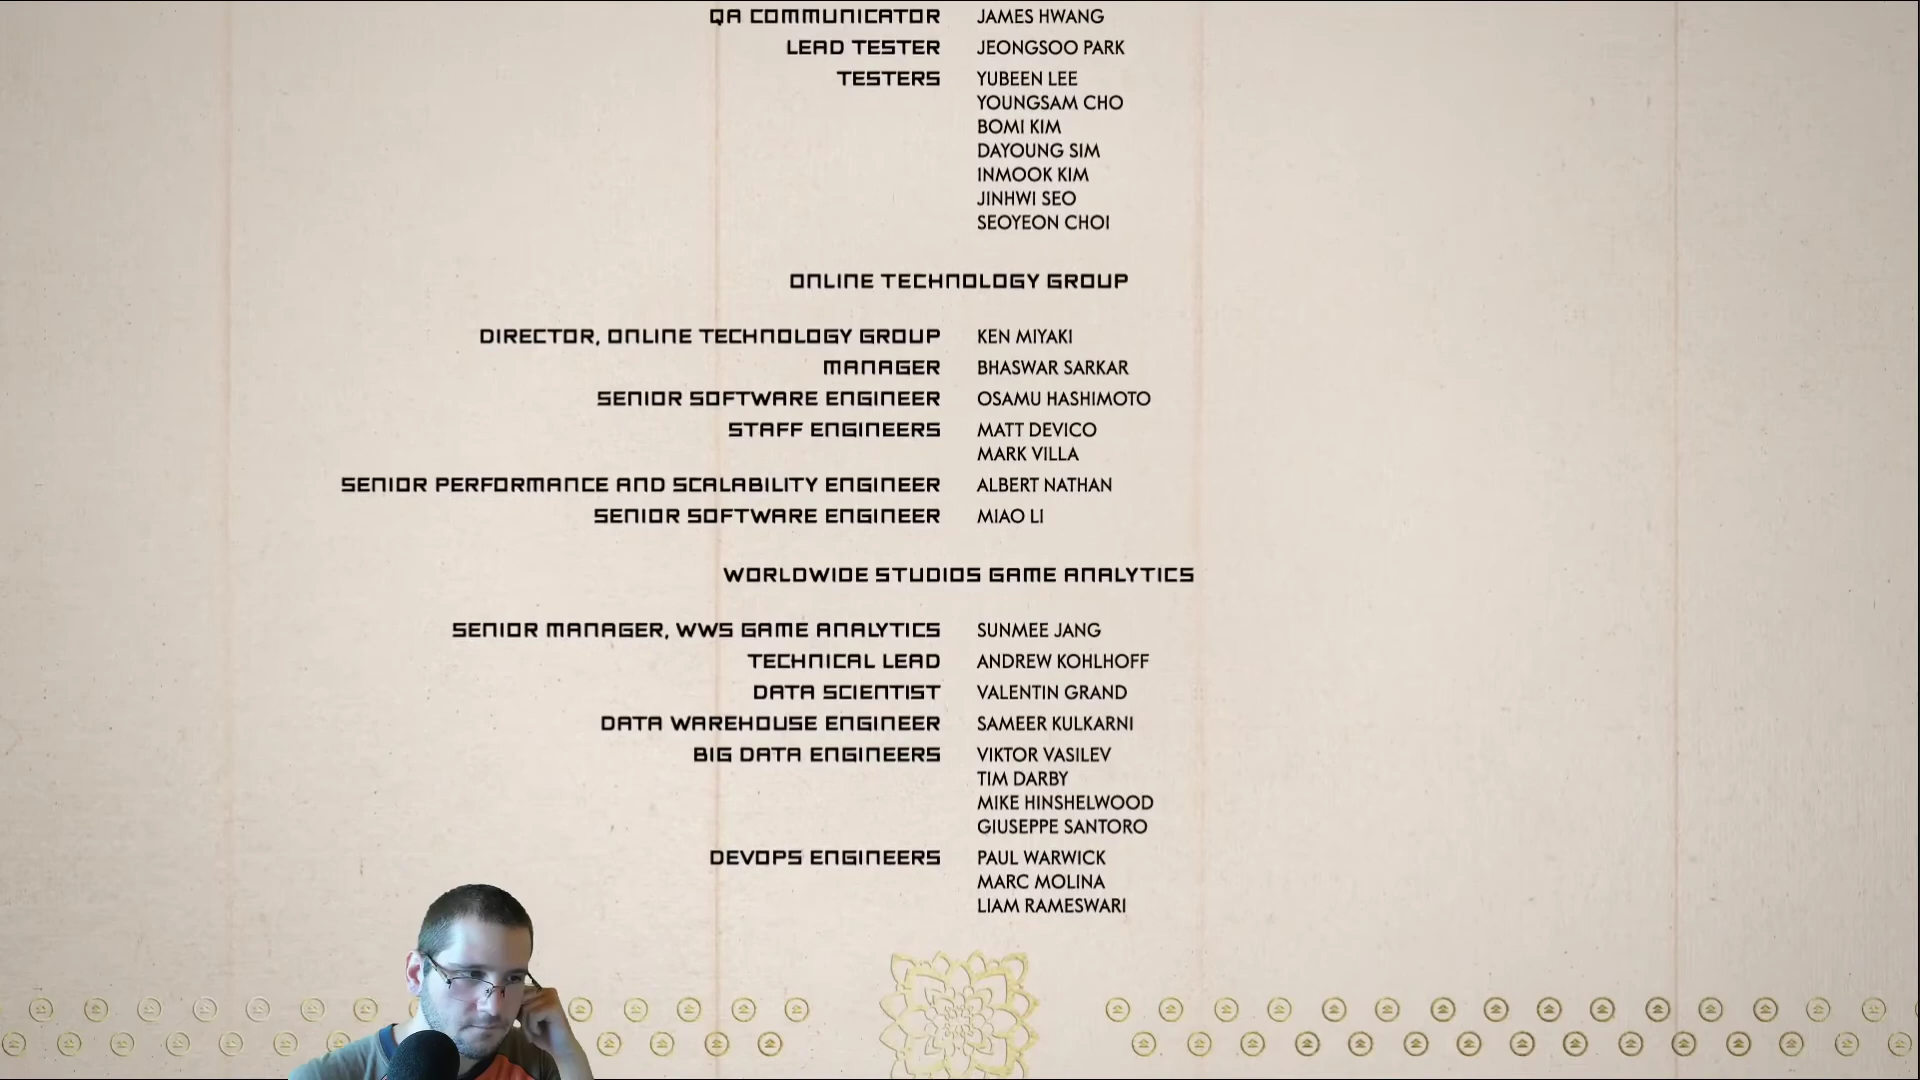 QA COMMUNICATOR JAMES HWANG
LEAD TESTER JEONGSOO PARK
TESTERS YUBEEN LEE
YOUNGSAM CHO
BOMI KIM
DAYOUNG SIM
INMOOK KIM
JINHWI SEO
SEOYEON CHOI
ONLINE TECHNOLOGY GROUP
DIRECTOR, ONLINE TECHNOLOGY GROUP KEN MIYAKI
MANAGER BHASWAR SARKAR
SENIOR SOFTWARE ENGINEER OSAMU HASHIMOTO
STAFF ENGINEERS MATT DEVICO
MARK VILLA
SENIOR PERFORMANCE AND SCALABILITY ENGINEER ALBERT NATHAN
SENIOR SOFTWARE ENGINEER MIAO LI
WORLDWIDE STUDIOS GAME ANALYTICS
SENIOR MANAGER, WWS GAME ANALYTICS SUNMEE JANG
TECHNICAL LEAD ANDREW KOHLHOFF
DATA SCIENTIST VALENTIN GRAND
DATA WAREHOUSE ENGINEER SAMEER KULKARNI
BIG DATA ENGINEERS VIKTOR VASILEV
TIM DARBY
MIKE HINSHELWOOD
GIUSEPPE SANTORO
DEVOPS ENGINEERS PAUL WARWICK
MARC MOLINA
LIAM RAMESWARI